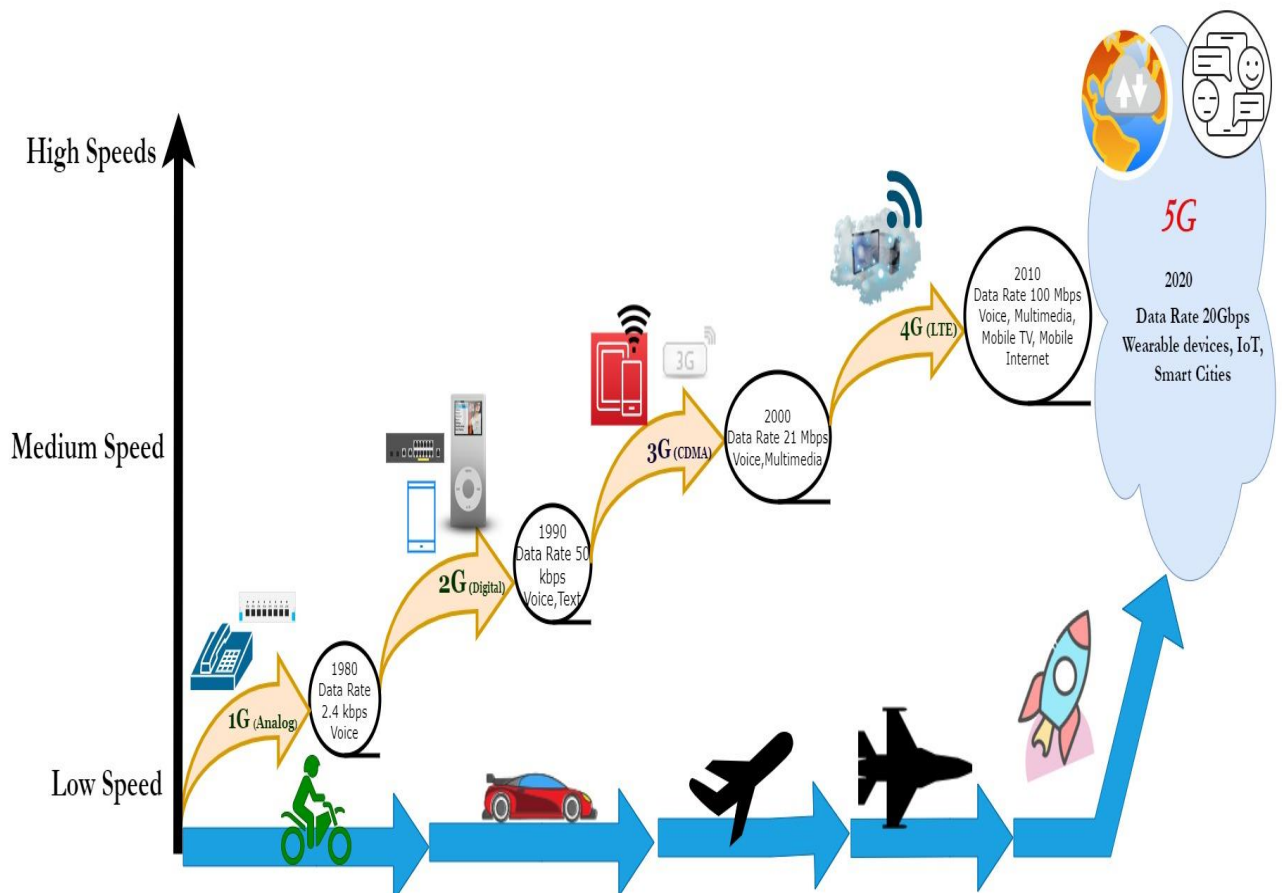 High Speeds
Medium Speed
Low Speed
1G (Analog)
1980
Data Rate
2.4 kbps
Voice
2G (Digital)
1990
Data Rate 50
kbps
Voice,Text
3G
3G (CDMA)
2000
Data Rate 21 Mbps
Voice,Multimedia
4G (LTE)
2010
Data Rate 100 Mbps
Voice, Multimedia,
Mobile TV, Mobile
Internet
5G
2020
Data Rate 20Gbps
Wearable devices, IoT,
Smart Cities